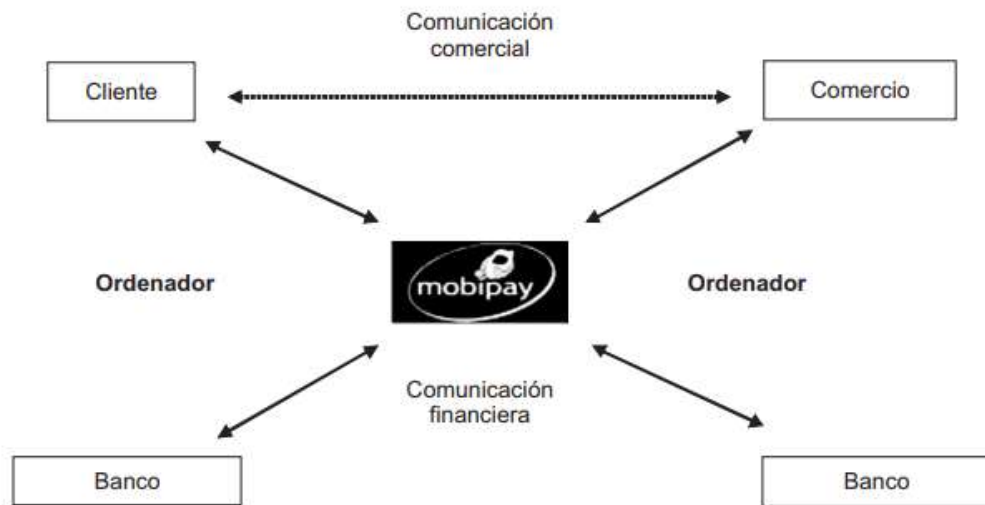 Comunicación
comercial
Cliente
Comercio
Ordenador
mobipay
Ordenador
Comunicación
financiera
Banco
Banco